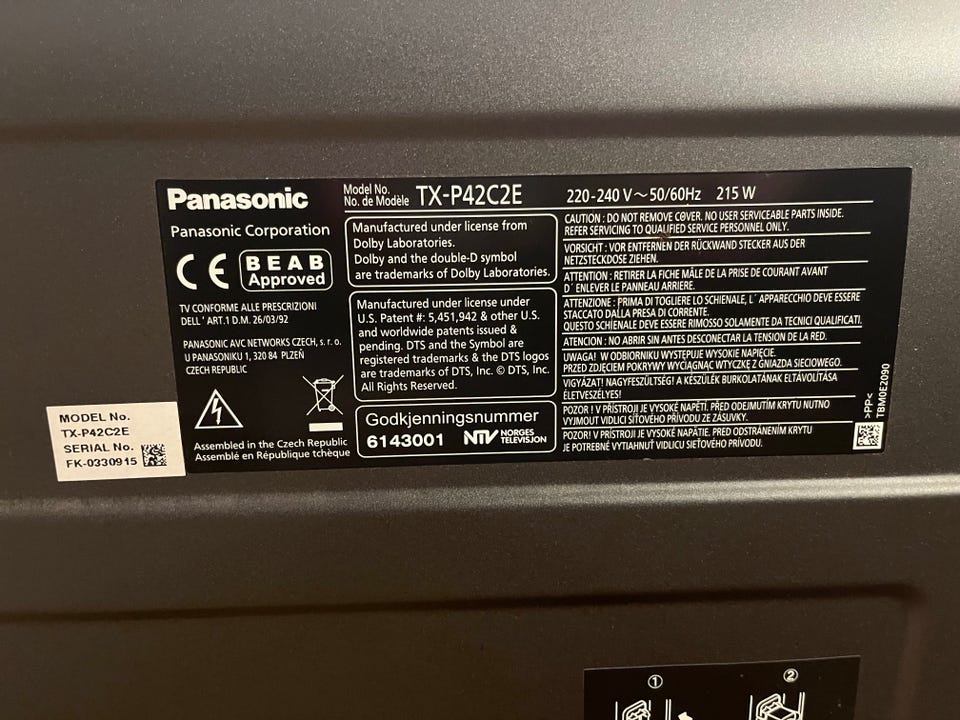 Panasonic
Model No.
No. de Modèle
TX-P42C2E
220-240 V～50/60Hz 215 W
Panasonic Corporation
CE
BEAB
Approved
TV CONFORME ALLE PRESCRIZIONI
DELL ' ART.1 D.M. 26/03/92
PANASONIC AVC NETWORKS CZECH, s. r. o.
U PANASONIKU 1, 320 84 PLZEŇ
CZECH REPUBLIC
Assembled in the Czech Republic
Assemblé en République tchèque
Manufactured under license from
Dolby Laboratories.
Dolby and the double-D symbol
are trademarks of Dolby Laboratories.
Manufactured under license under
U.S. Patent #: 5,451,942 & other U.S.
and worldwide patents issued &
pending. DTS and the Symbol are
registered trademarks & the DTS logos
are trademarks of DTS, Inc. © DTS, Inc.
All Rights Reserved.
Godkjenningsnummer
6143001 NTV NORGES
TELEVISJON
CAUTION : DO NOT REMOVE COVER. NO USER SERVICEABLE PARTS INSIDE.
REFER SERVICING TO QUALIFIED SERVICE PERSONNEL ONLY.
VORSICHT : VOR ENTFERNEN DER RÜCKWAND STECKER AUS DER
NETZSTECKDOSE ZIEHEN.
ATTENTION : RETIRER LA FICHE MÂLE DE LA PRISE DE COURANT AVANT
D´ ENLEVER LE PANNEAU ARRIERE.
ATTENZIONE : PRIMA DI TOGLIERE LO SCHIENALE, L´ APPARECCHIO DEVE ESSERE
STACCATO DALLA PRESA DI CORRENTE.
QUESTO SCHIENALE DEVE ESSERE RIMOSSO SOLAMENTE DA TECNICI QUALIFICATI.
ATENCION : NO ABRIR SIN ANTES DESCONECTAR LA TENSION DE LA RED.
UWAGA! W ODBIORNIKU WYSTĘPUJE WYSOKIE NAPIĘCIE.
PRZED ZDJĘCIEM POKRYWY WYCIĄGNĄĆ WTYCZKĘ Z GNIAZDA SIECIOWEGO.
VIGYÁZAT! NAGYFESZÜLTSÉG! A KÉSZÜLÉK BURKOLATÁNAK ELTÁVOLÍTÁSA
ÉLETVESZÉLYES!
POZOR ! V PŘÍSTROJI JE VYSOKÉ NAPĚTÍ. PŘED ODEJMUTÍM KRYTU NUTNO
VYJMOUT VIDLICI SÍŤOVÉHO PŘÍVODU ZE ZÁSUVKY.
POZOR! V PRÍSTROJI JE VYSOKÉ NAPÄTIE. PRED ODSTRANENÍM KRYTU
JE POTREBNÉ VYTIAHNUŤ VIDLICU SIEŤOVÉHO PRÍVODU.
>PP<
TBM0E2090
MODEL No.
TX-P42C2E
SERIAL No.
FK-0330915
① ②